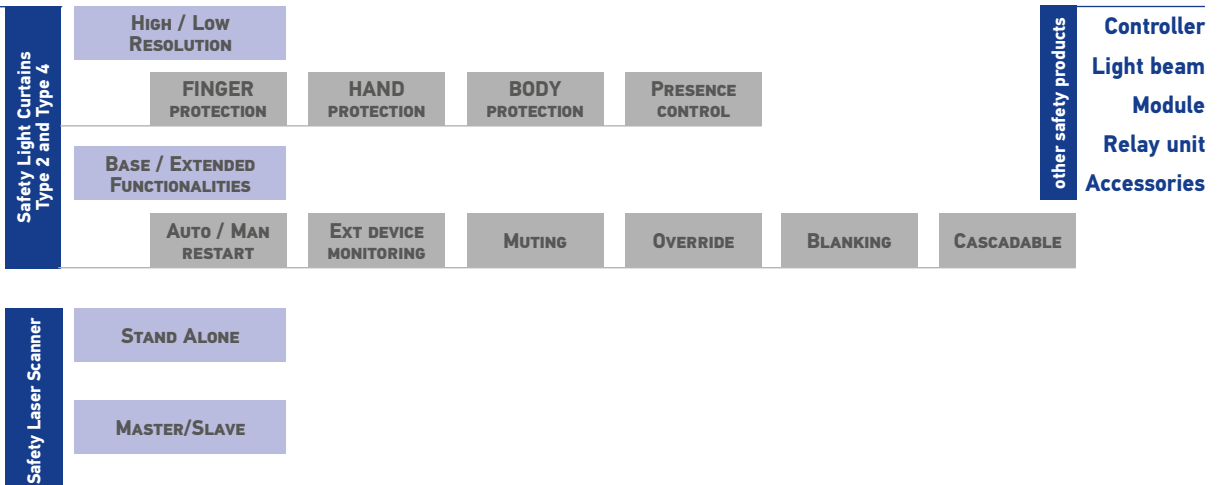 Safety Light Curtains
Type 2 and Type 4
High / Low
Resolution
FINGER
protection
HAND
protection
BODY
protection
Presence
control
Base / Extended
Functionalities
Auto / Man
restart
Ext device
monitoring
Muting
Override
Blanking
Cascadable
other safety products
Controller
Light beam
Module
Relay unit
Accessories
Safety Laser Scanner
Stand Alone
Master/Slave